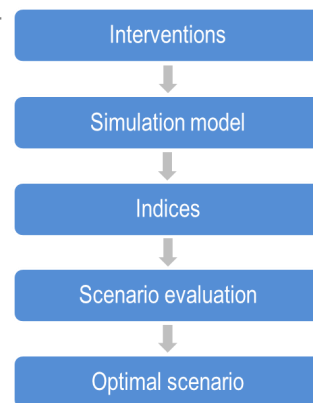 Interventions
Simulation model
Indices
Scenario evaluation
Optimal scenario